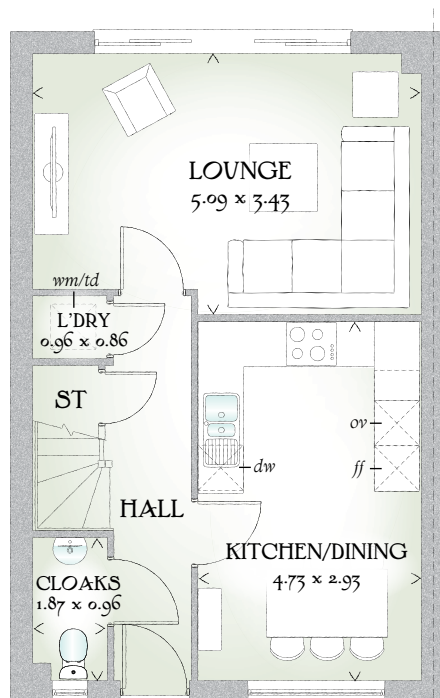 LOUNGE
5.09 x 3.43
wm/td
L'DRY
0.96 x 0.86
ST
ov
dw
ff
HALL
KITCHEN/DINING
4.73 x 2.93
CLOAKS
1.87 x 0.96